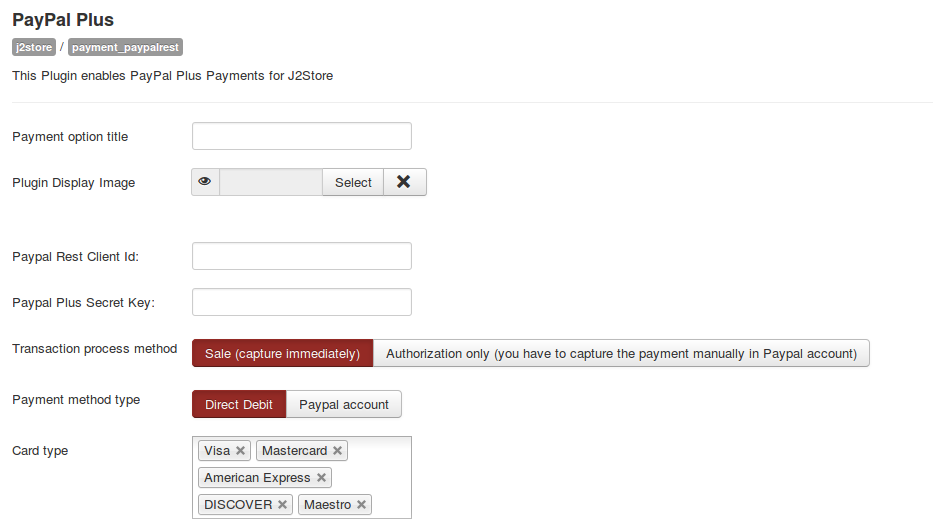 PayPal Plus
j2store / payment_paypalrest
This Plugin enables PayPal Plus Payments for J2Store
Payment option title
Plugin Display Image Select
Paypal Rest Client Id:
Paypal Plus Secret Key:
Transaction process method Sale (capture immediately) Authorization only (you have to capture the payment manually in Paypal account)
Payment method type Direct Debit Paypal account
Card type Visa Mastercard
American Express
DISCOVER Maestro